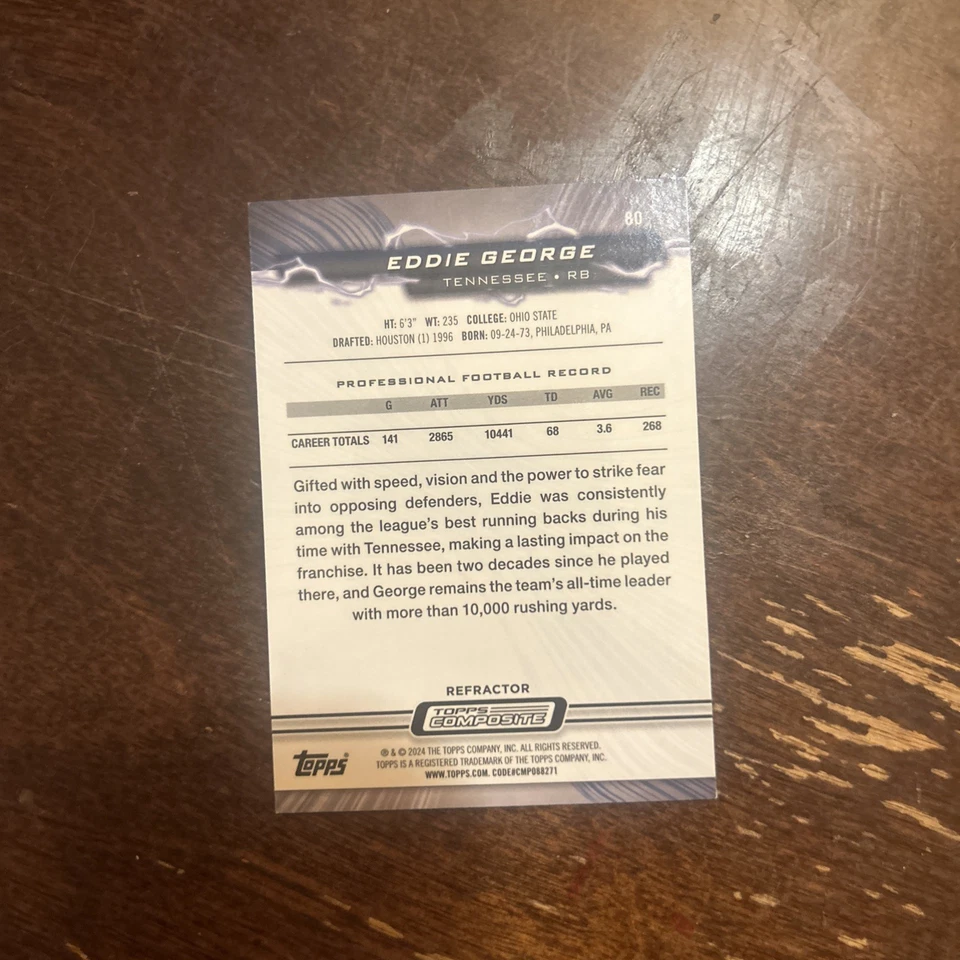 80
EDDIE GEORGE
TENNESSEE • RB
HT: 6'3" WT: 235 COLLEGE: OHIO STATE
DRAFTED: HOUSTON (1) 1996 BORN: 09-24-73, PHILADELPHIA, PA
PROFESSIONAL FOOTBALL RECORD
G ATT YDS TD AVG REC
CAREER TOTALS 141 2865 10441 68 3.6 268
Gifted with speed, vision and the power to strike fear
into opposing defenders, Eddie was consistently
among the league's best running backs during his
time with Tennessee, making a lasting impact on the
franchise. It has been two decades since he played
there, and George remains the team's all-time leader
with more than 10,000 rushing yards.
REFRACTOR
TOPPS
COMPOSITE
Topps®
® & © 2024 THE TOPPS COMPANY, INC. ALL RIGHTS RESERVED.
TOPPS IS A REGISTERED TRADEMARK OF THE TOPPS COMPANY, INC.
WWW.TOPPS.COM. CODE#CMP088271